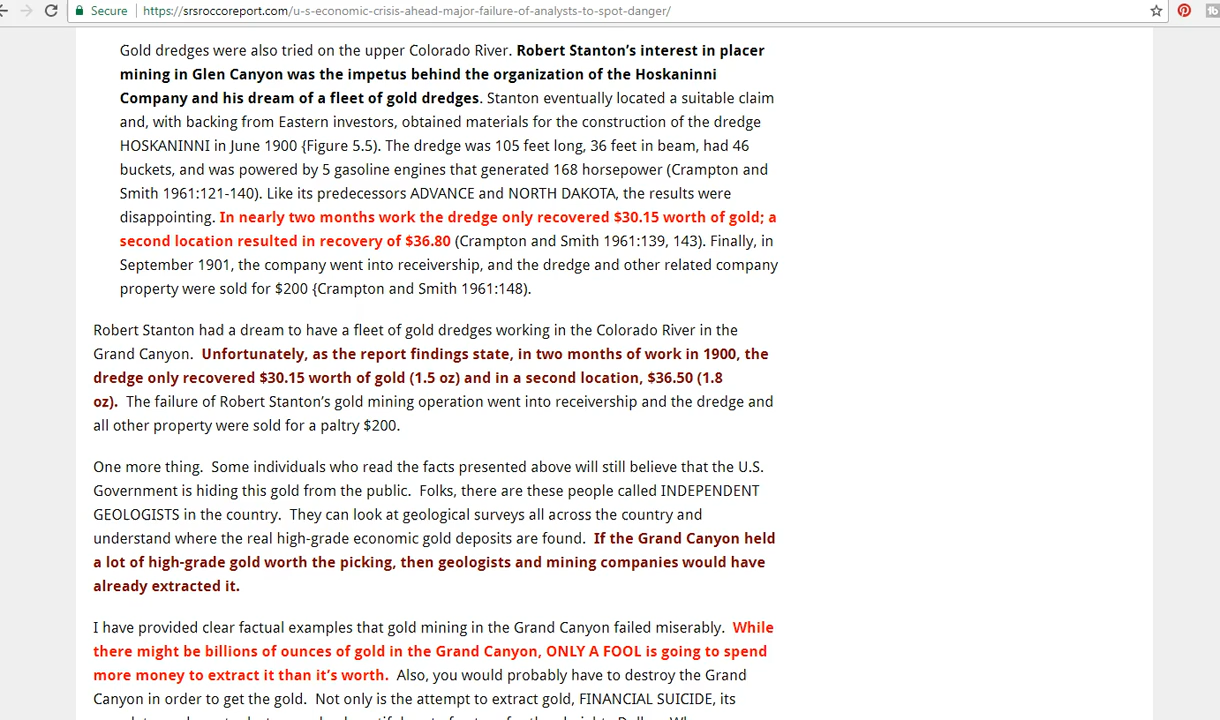 Secure https://srsroccoreport.com/u-s-economic-crisis-ahead-major-failure-of-analysts-to-spot-danger/
Gold dredges were also tried on the upper Colorado River. Robert Stanton's interest in placer
mining in Glen Canyon was the impetus behind the organization of the Hoskaninni
Company and his dream of a fleet of gold dredges. Stanton eventually located a suitable claim
and, with backing from Eastern investors, obtained materials for the construction of the dredge
HOSKANINNI in June 1900 {Figure 5.5). The dredge was 105 feet long, 36 feet in beam, had 46
buckets, and was powered by 5 gasoline engines that generated 168 horsepower (Crampton and
Smith 1961:121-140). Like its predecessors ADVANCE and NORTH DAKOTA, the results were
disappointing. In nearly two months work the dredge only recovered $30.15 worth of gold; a
second location resulted in recovery of $36.80 (Crampton and Smith 1961:139, 143). Finally, in
September 1901, the company went into receivership, and the dredge and other related company
property were sold for $200 {Crampton and Smith 1961:148).
Robert Stanton had a dream to have a fleet of gold dredges working in the Colorado River in the
Grand Canyon. Unfortunately, as the report findings state, in two months of work in 1900, the
dredge only recovered $30.15 worth of gold (1.5 oz) and in a second location, $36.50 (1.8
oz). The failure of Robert Stanton's gold mining operation went into receivership and the dredge and
all other property were sold for a paltry $200.
One more thing. Some individuals who read the facts presented above will still believe that the U.S.
Government is hiding this gold from the public. Folks, there are these people called INDEPENDENT
GEOLOGISTS in the country. They can look at geological surveys all across the country and
understand where the real high-grade economic gold deposits are found. If the Grand Canyon held
a lot of high-grade gold worth the picking, then geologists and mining companies would have
already extracted it.
I have provided clear factual examples that gold mining in the Grand Canyon failed miserably. While
there might be billions of ounces of gold in the Grand Canyon, ONLY A FOOL is going to spend
more money to extract it than it's worth. Also, you would probably have to destroy the Grand
Canyon in order to get the gold. Not only is the attempt to extract gold, FINANCIAL SUICIDE, its